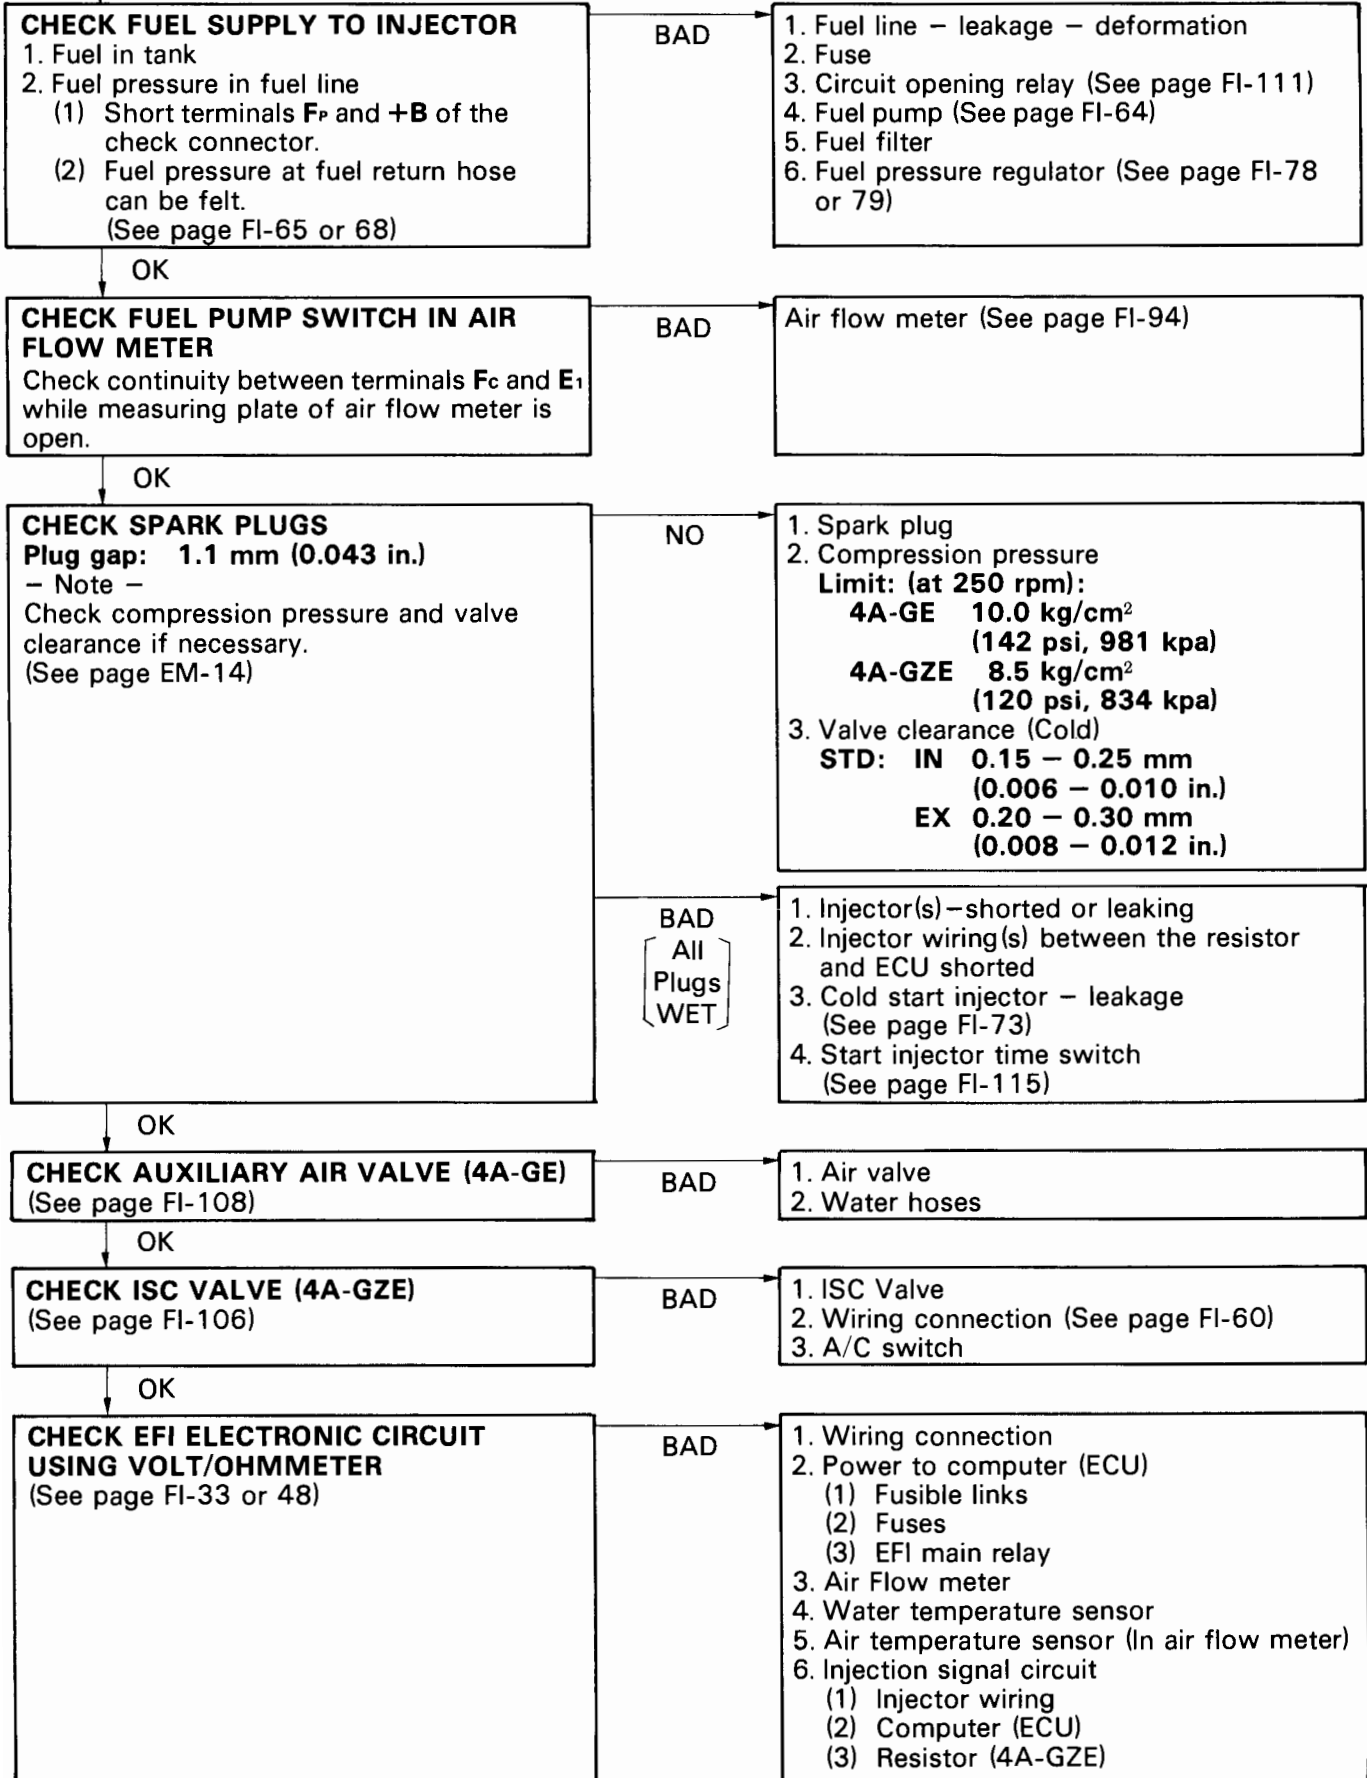 CHECK FUEL SUPPLY TO INJECTOR
1. Fuel in tank
2. Fuel pressure in fuel line
(1) Short terminals FP and +B of the
check connector.
(2) Fuel pressure at fuel return hose
can be felt.
(See page FI-65 or 68)
BAD
1. Fuel line – leakage – deformation
2. Fuse
3. Circuit opening relay (See page FI-111)
4. Fuel pump (See page FI-64)
5. Fuel filter
6. Fuel pressure regulator (See page FI-78
or 79)
OK
CHECK FUEL PUMP SWITCH IN AIR
FLOW METER
Check continuity between terminals Fc and E1
while measuring plate of air flow meter is
open.
BAD
Air flow meter (See page FI-94)
OK
CHECK SPARK PLUGS
Plug gap: 1.1 mm (0.043 in.)
– Note –
Check compression pressure and valve
clearance if necessary.
(See page EM-14)
NO
1. Spark plug
2. Compression pressure
Limit: (at 250 rpm):
4A-GE 10.0 kg/cm²
(142 psi, 981 kpa)
4A-GZE 8.5 kg/cm²
(120 psi, 834 kpa)
3. Valve clearance (Cold)
STD: IN 0.15 – 0.25 mm
(0.006 – 0.010 in.)
EX 0.20 – 0.30 mm
(0.008 – 0.012 in.)
BAD
All
Plugs
WET
1. Injector(s)–shorted or leaking
2. Injector wiring(s) between the resistor
and ECU shorted
3. Cold start injector – leakage
(See page FI-73)
4. Start injector time switch
(See page FI-115)
OK
CHECK AUXILIARY AIR VALVE (4A-GE)
(See page FI-108)
BAD
1. Air valve
2. Water hoses
OK
CHECK ISC VALVE (4A-GZE)
(See page FI-106)
BAD
1. ISC Valve
2. Wiring connection (See page FI-60)
3. A/C switch
OK
CHECK EFI ELECTRONIC CIRCUIT
USING VOLT/OHMMETER
(See page FI-33 or 48)
BAD
1. Wiring connection
2. Power to computer (ECU)
(1) Fusible links
(2) Fuses
(3) EFI main relay
3. Air Flow meter
4. Water temperature sensor
5. Air temperature sensor (In air flow meter)
6. Injection signal circuit
(1) Injector wiring
(2) Computer (ECU)
(3) Resistor (4A-GZE)